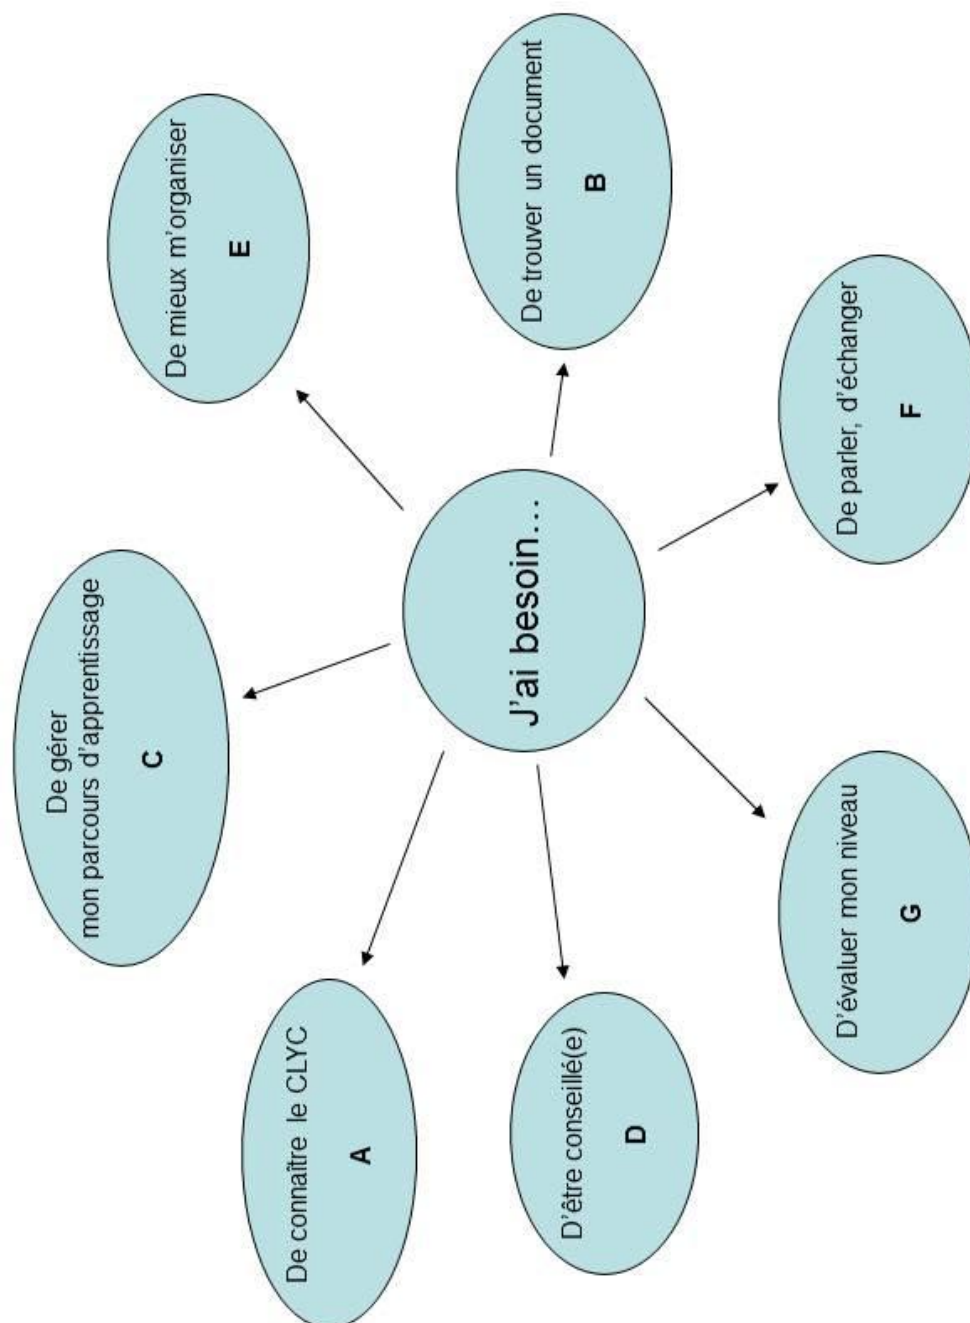 De gérer
mon parcours d'apprentissage
C
De mieux m'organiser
E
De connaître le CLYC
A
De trouver un document
B
J'ai besoin…
D'être conseillé(e)
D
De parler, d'échanger
F
D'évaluer mon niveau
G